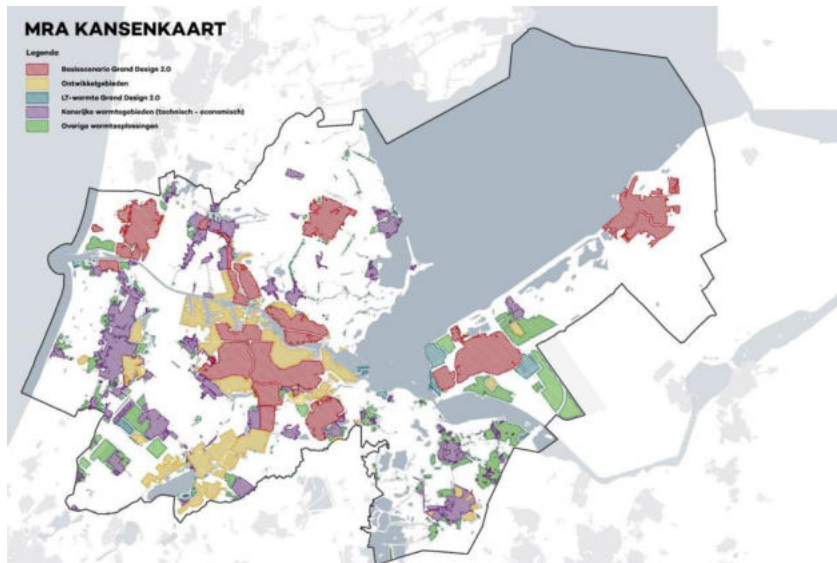 MRA KANSENKAART
Legenda
Basisscenario Grand Design 2.0
Ontwikkelgebieden
LT-warmte Grand Design 2.0
Kansrijke warmtegebieden (technisch - economisch)
Overige warmteoplossingen